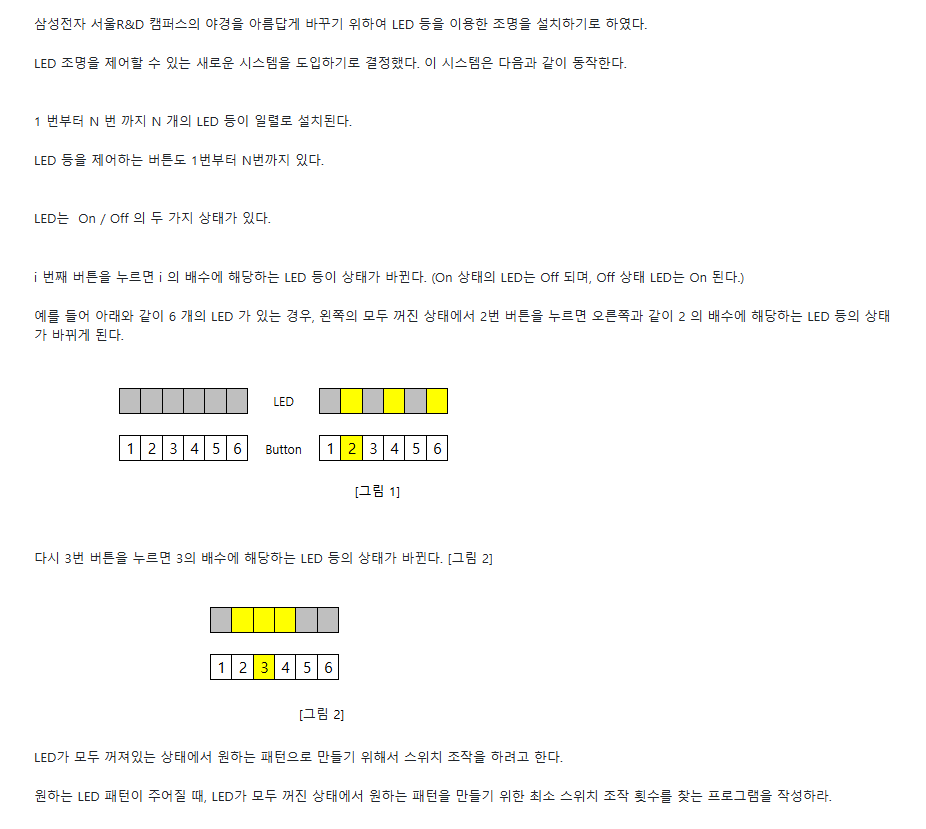 삼성전자 서울R&D 캠퍼스의 야경을 아름답게 바꾸기 위하여 LED 등을 이용한 조명을 설치하기로 하였다.
LED 조명을 제어할 수 있는 새로운 시스템을 도입하기로 결정했다. 이 시스템은 다음과 같이 동작한다.
1 번부터 N 번 까지 N 개의 LED 등이 일렬로 설치된다.
LED 등을 제어하는 버튼도 1번부터 N번까지 있다.
LED는  On / Off 의 두 가지 상태가 있다.
i 번째 버튼을 누르면 i 의 배수에 해당하는 LED 등이 상태가 바뀐다. (On 상태의 LED는 Off 되며, Off 상태 LED는 On 된다.)
예를 들어 아래와 같이 6 개의 LED 가 있는 경우, 왼쪽의 모두 꺼진 상태에서 2번 버튼을 누르면 오른쪽과 같이 2 의 배수에 해당하는 LED 등의 상태
가 바뀌게 된다.
LED
1 2 3 4 5 6 Button 1 2 3 4 5 6
[그림 1]
다시 3번 버튼을 누르면 3의 배수에 해당하는 LED 등의 상태가 바뀐다. [그림 2]
1 2 3 4 5 6
[그림 2]
LED가 모두 꺼져있는 상태에서 원하는 패턴으로 만들기 위해서 스위치 조작을 하려고 한다.
원하는 LED 패턴이 주어질 때, LED가 모두 꺼진 상태에서 원하는 패턴을 만들기 위한 최소 스위치 조작 횟수를 찾는 프로그램을 작성하라.